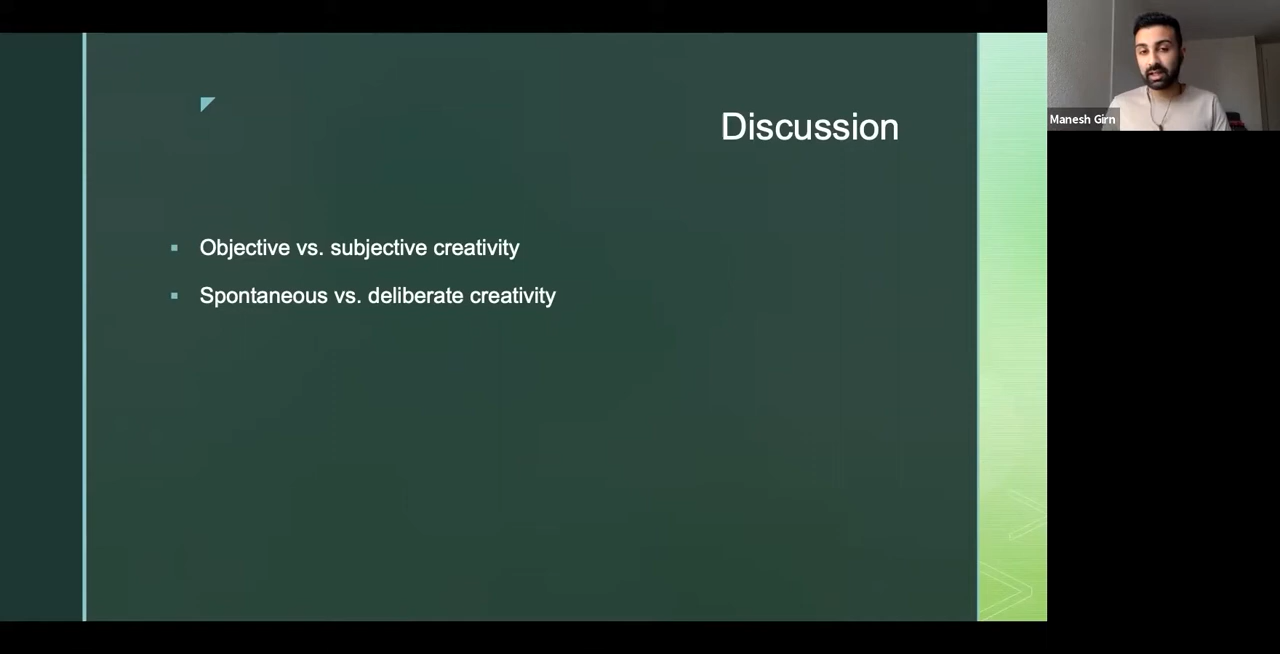 Discussion
Objective vs. subjective creativity
Spontaneous vs. deliberate creativity
Manesh Girn